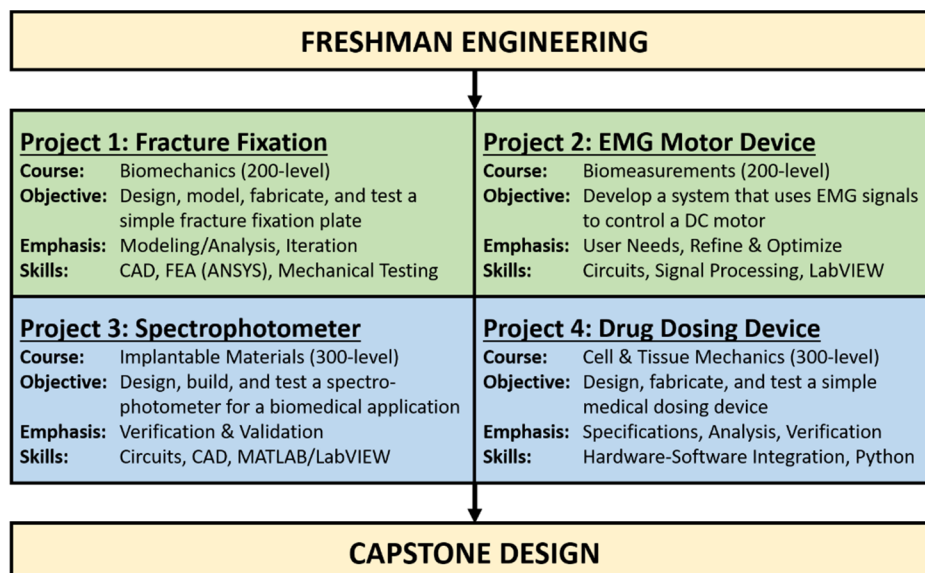 FRESHMAN ENGINEERING
Project 1: Fracture Fixation
Course: Biomechanics (200-level)
Objective: Design, model, fabricate, and test a
simple fracture fixation plate
Emphasis: Modeling/Analysis, Iteration
Skills: CAD, FEA (ANSYS), Mechanical Testing
Project 2: EMG Motor Device
Course: Biomeasurements (200-level)
Objective: Develop a system that uses EMG signals
to control a DC motor
Emphasis: User Needs, Refine & Optimize
Skills: Circuits, Signal Processing, LabVIEW
Project 3: Spectrophotometer
Course: Implantable Materials (300-level)
Objective: Design, build, and test a spectro-
photometer for a biomedical application
Emphasis: Verification & Validation
Skills: Circuits, CAD, MATLAB/LabVIEW
Project 4: Drug Dosing Device
Course: Cell & Tissue Mechanics (300-level)
Objective: Design, fabricate, and test a simple
medical dosing device
Emphasis: Specifications, Analysis, Verification
Skills: Hardware-Software Integration, Python
CAPSTONE DESIGN